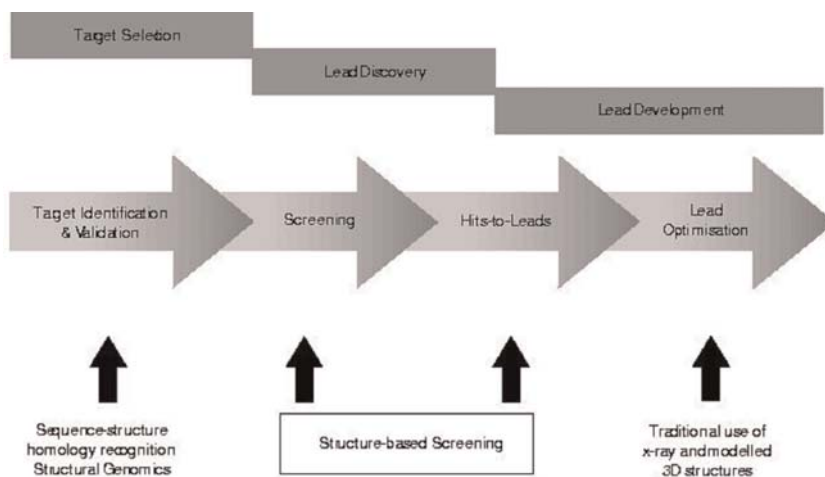 Target Selection
Lead Discovery
Lead Development
Target Identification
& Validation
Screening
Hits-to-Leads
Lead
Optimisation
Sequence-structure
homology recognition
Structural Genomics
Structure-based Screening
Traditional use of
x-ray and modelled
3D structures